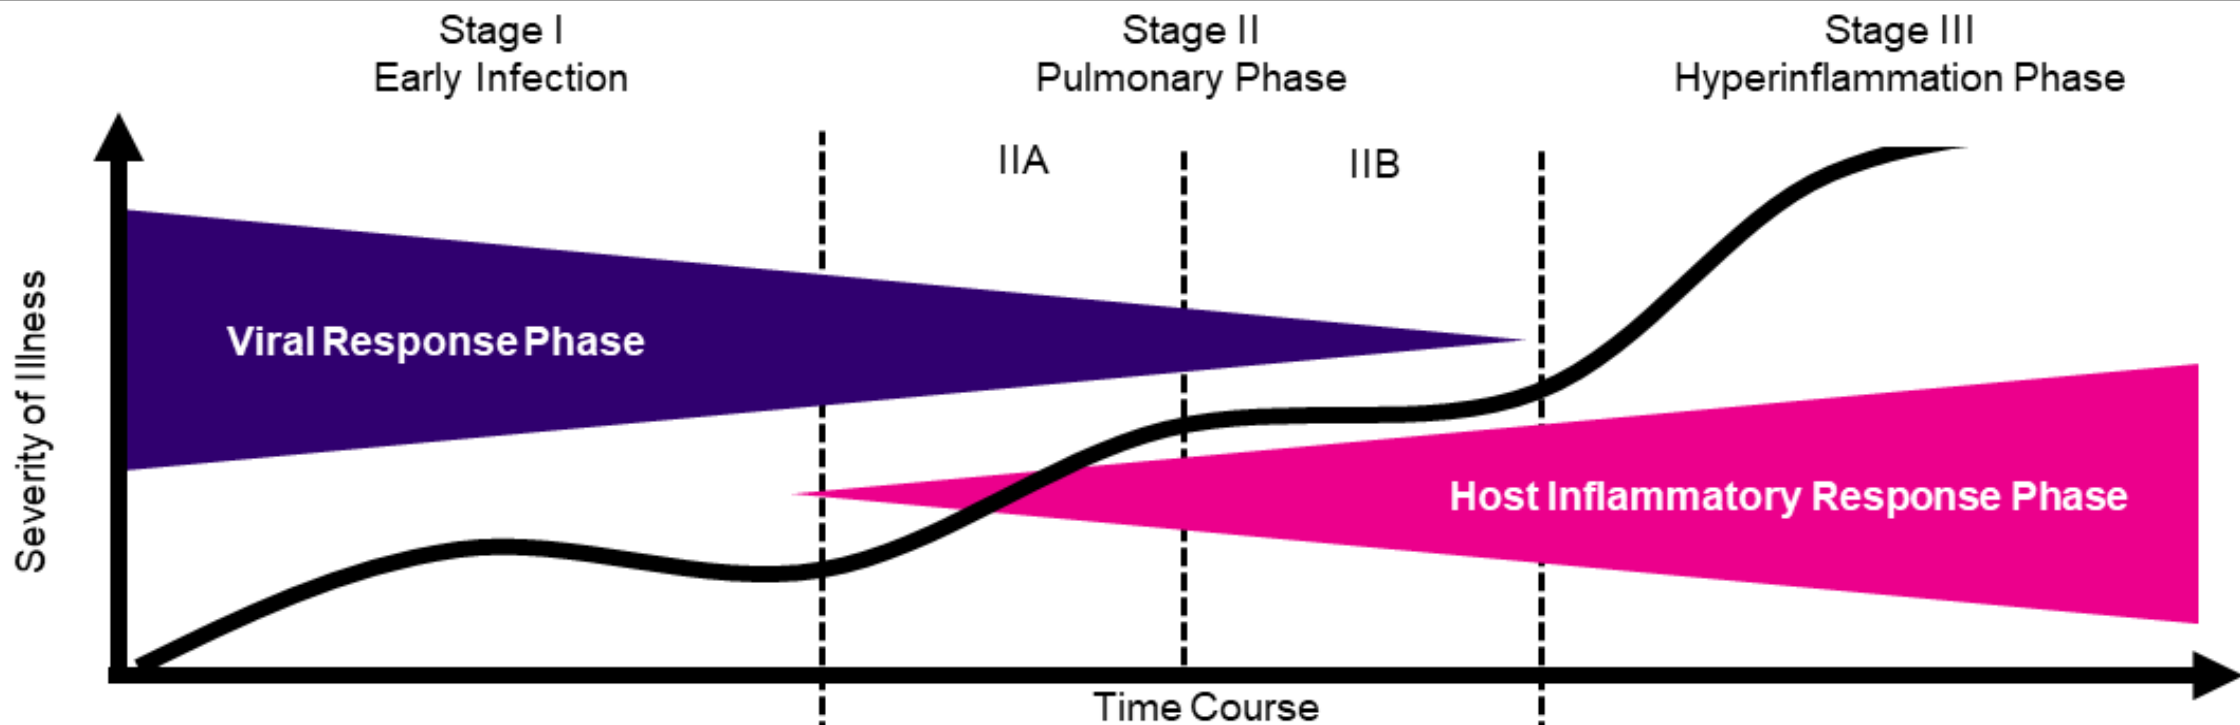 Stage I
Early Infection
Stage II
Pulmonary Phase
Stage III
Hyperinflammation Phase
IIA
IIB
Severity of Illness
Viral Response Phase
Host Inflammatory Response Phase
Time Course